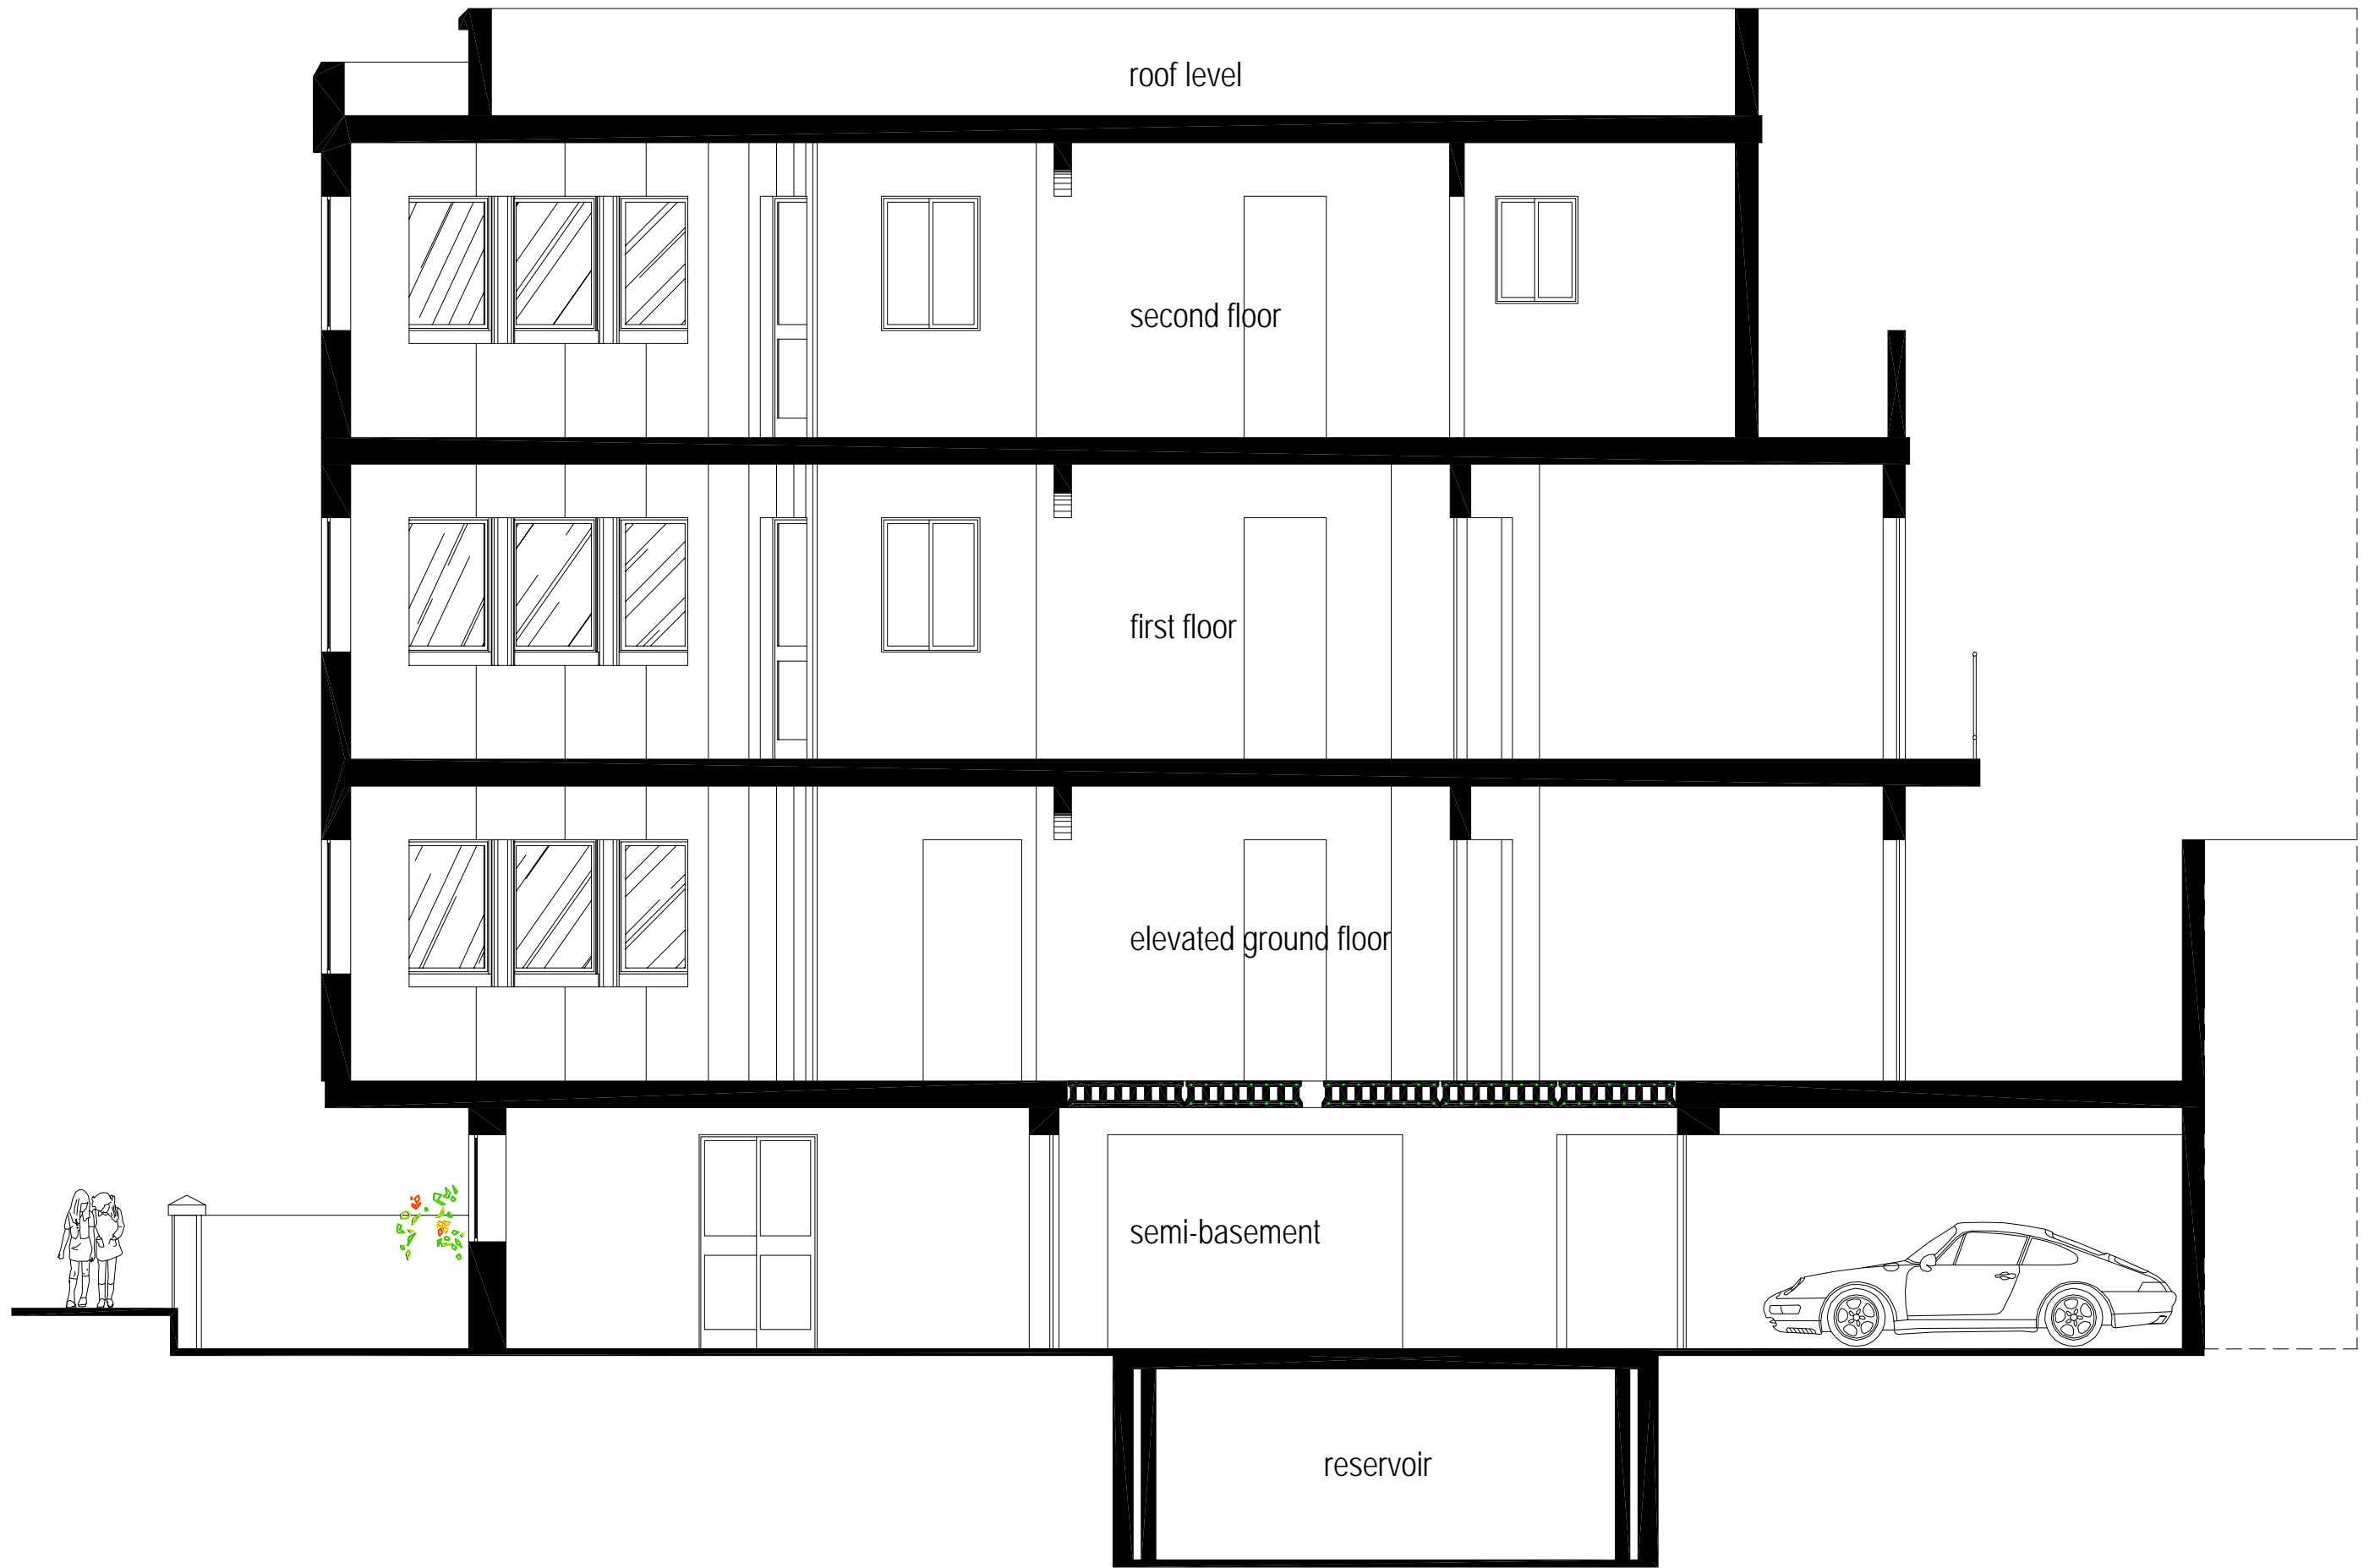 roof level
second floor
first floor
elevated ground floor
semi-basement
reservoir